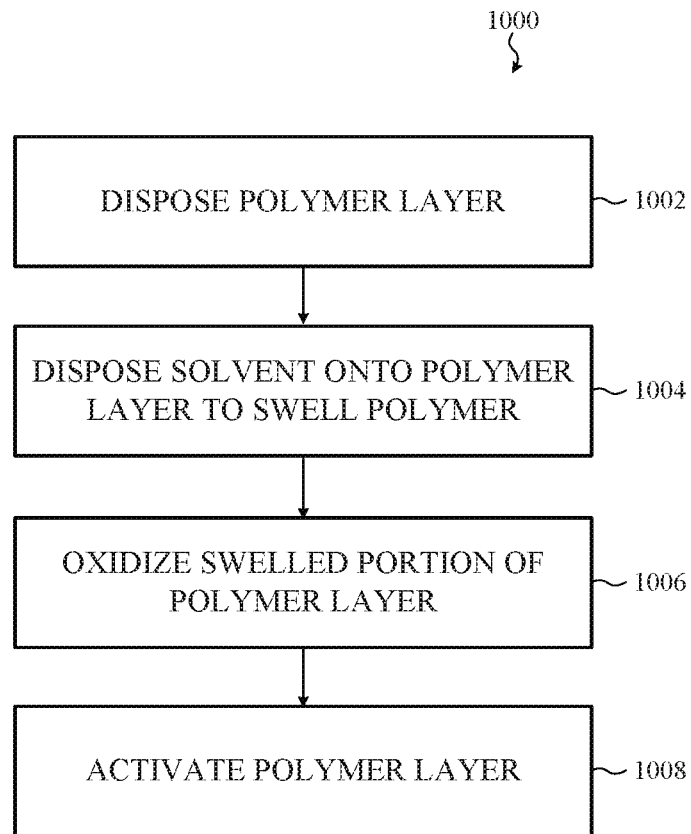 1000
DISPOSE POLYMER LAYER
1002
DISPOSE SOLVENT ONTO POLYMER
LAYER TO SWELL POLYMER
1004
OXIDIZE SWELLED PORTION OF
POLYMER LAYER
1006
ACTIVATE POLYMER LAYER
1008